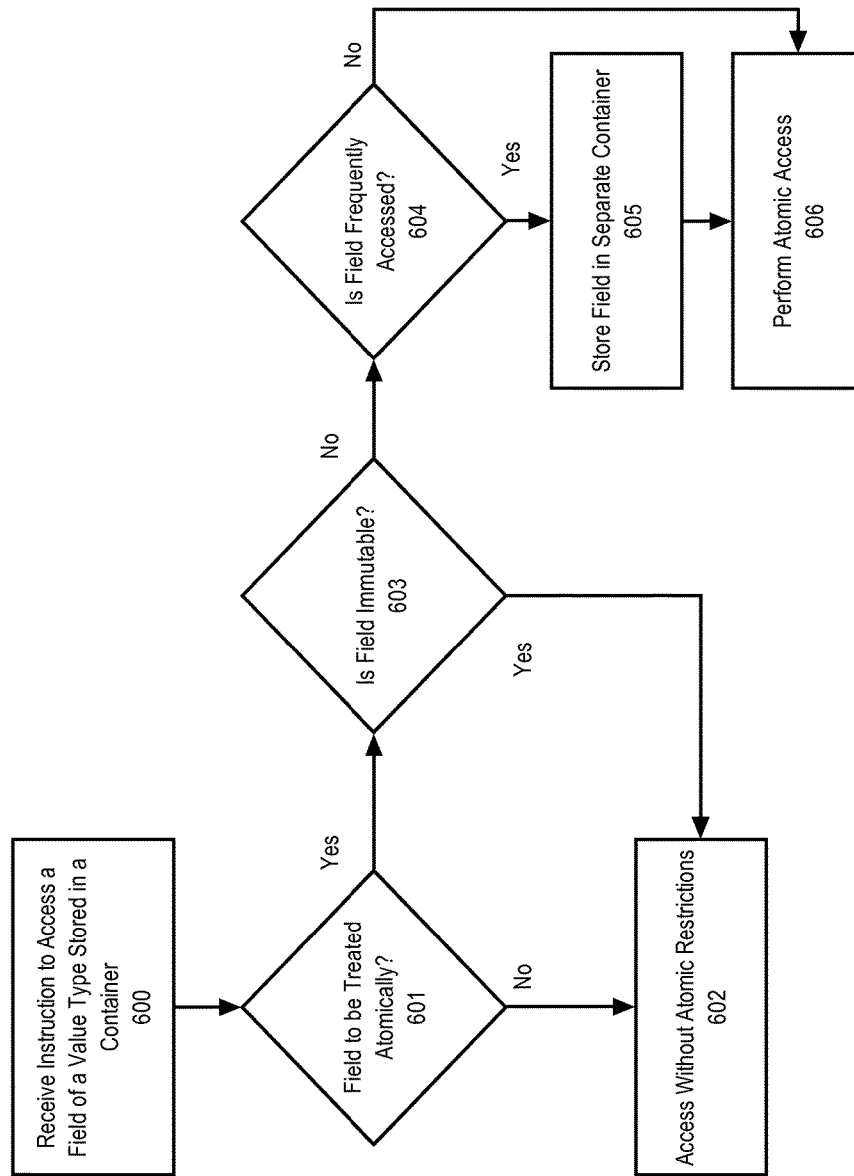 Receive Instruction to Access a
Field of a Value Type Stored in a
Container
600
Field to be Treated
Atomically?
601
Yes
No
Access Without Atomic Restrictions
602
Is Field Immutable?
603
No
Yes
Is Field Frequently
Accessed?
604
No
Yes
Store Field in Separate Container
605
Perform Atomic Access
606